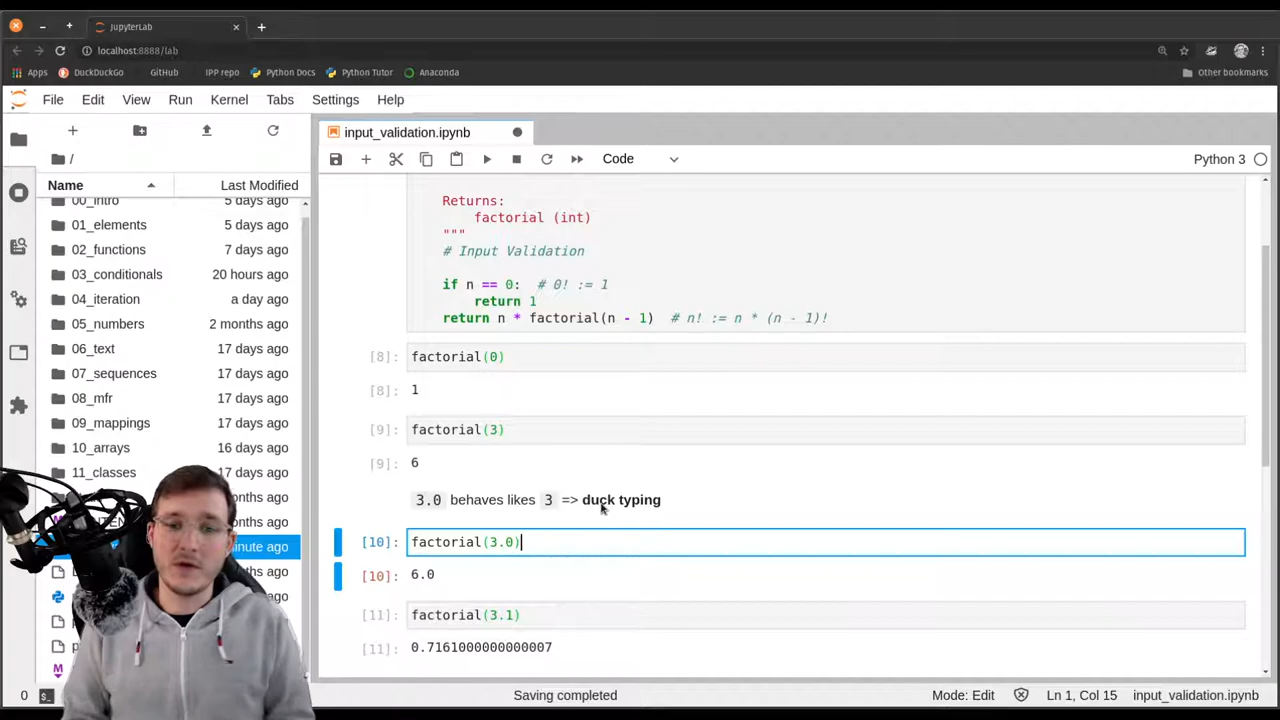 JupyterLab
localhost:8888/lab
Apps DuckDuckGo GitHub IPP repo Python Docs Python Tutor Anaconda Other bookmarks
File Edit View Run Kernel Tabs Settings Help
input_validation.ipynb
/
Code Python 3
Name Last Modified
00_intro 5 days ago
01_elements 5 days ago
02_functions 7 days ago
03_conditionals 20 hours ago
04_iteration a day ago
05_numbers 2 months ago
06_text 17 days ago
07_sequences 17 days ago
08_mfr 17 days ago
09_mappings 17 days ago
10_arrays 16 days ago
11_classes 17 days ago
ago
ago
ago
ago
ago
ago
ago
Returns:
factorial (int)
"""
# Input Validation
if n == 0: # 0! := 1
return 1
return n * factorial(n - 1) # n! := n * (n - 1)!
[8]: factorial(0)
[8]: 1
[9]: factorial(3)
[9]: 6
3.0 behaves likes 3 => duck typing
[10]: factorial(3.0)
[10]: 6.0
[11]: factorial(3.1)
[11]: 0.7161000000000007
0 $_ Saving completed Mode: Edit Ln 1, Col 15 input_validation.ipynb